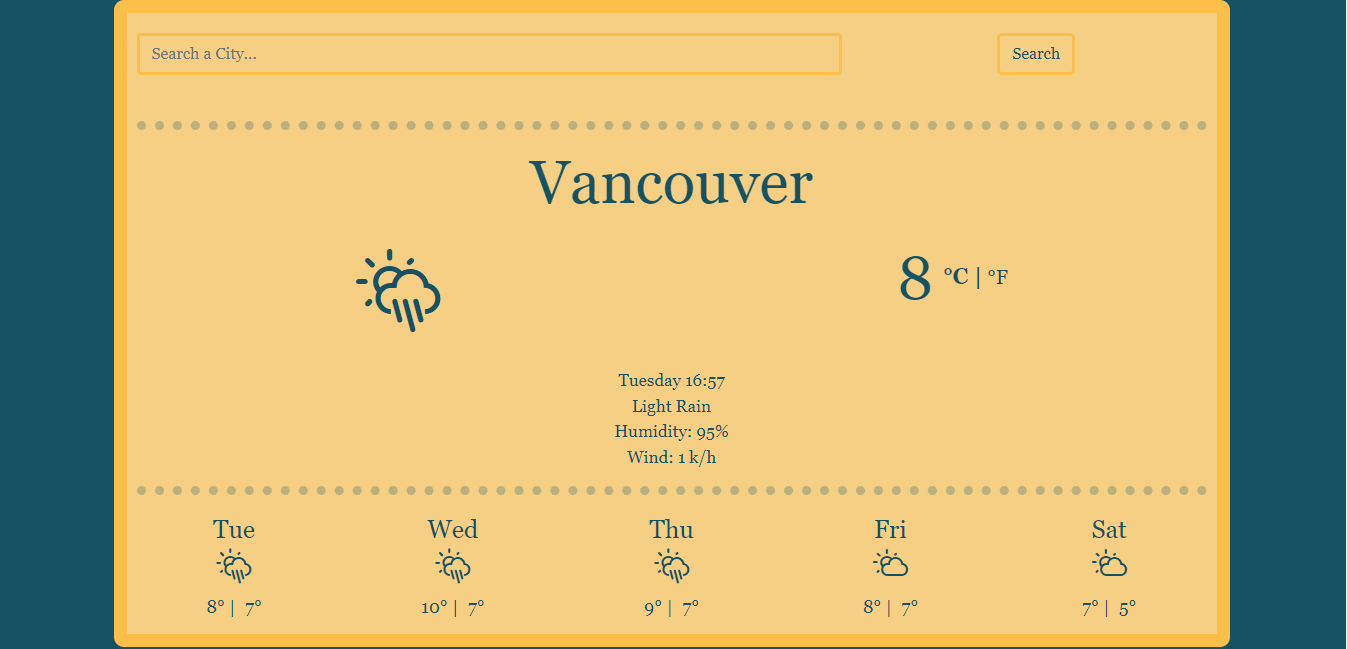 Search a City... Search
Vancouver
8 °C | °F
Tuesday 16:57
Light Rain
Humidity: 95%
Wind: 1 k/h
Tue Wed Thu Fri Sat
8° | 7° 10° | 7° 9° | 7° 8° | 7° 7° | 5°